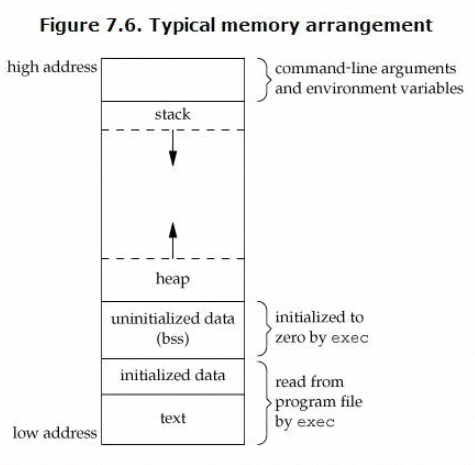 Figure 7.6. Typical memory arrangement
high address
command-line arguments
and environment variables
stack
heap
uninitialized data
(bss)
initialized to
zero by exec
initialized data
read from
program file
by exec
text
low address